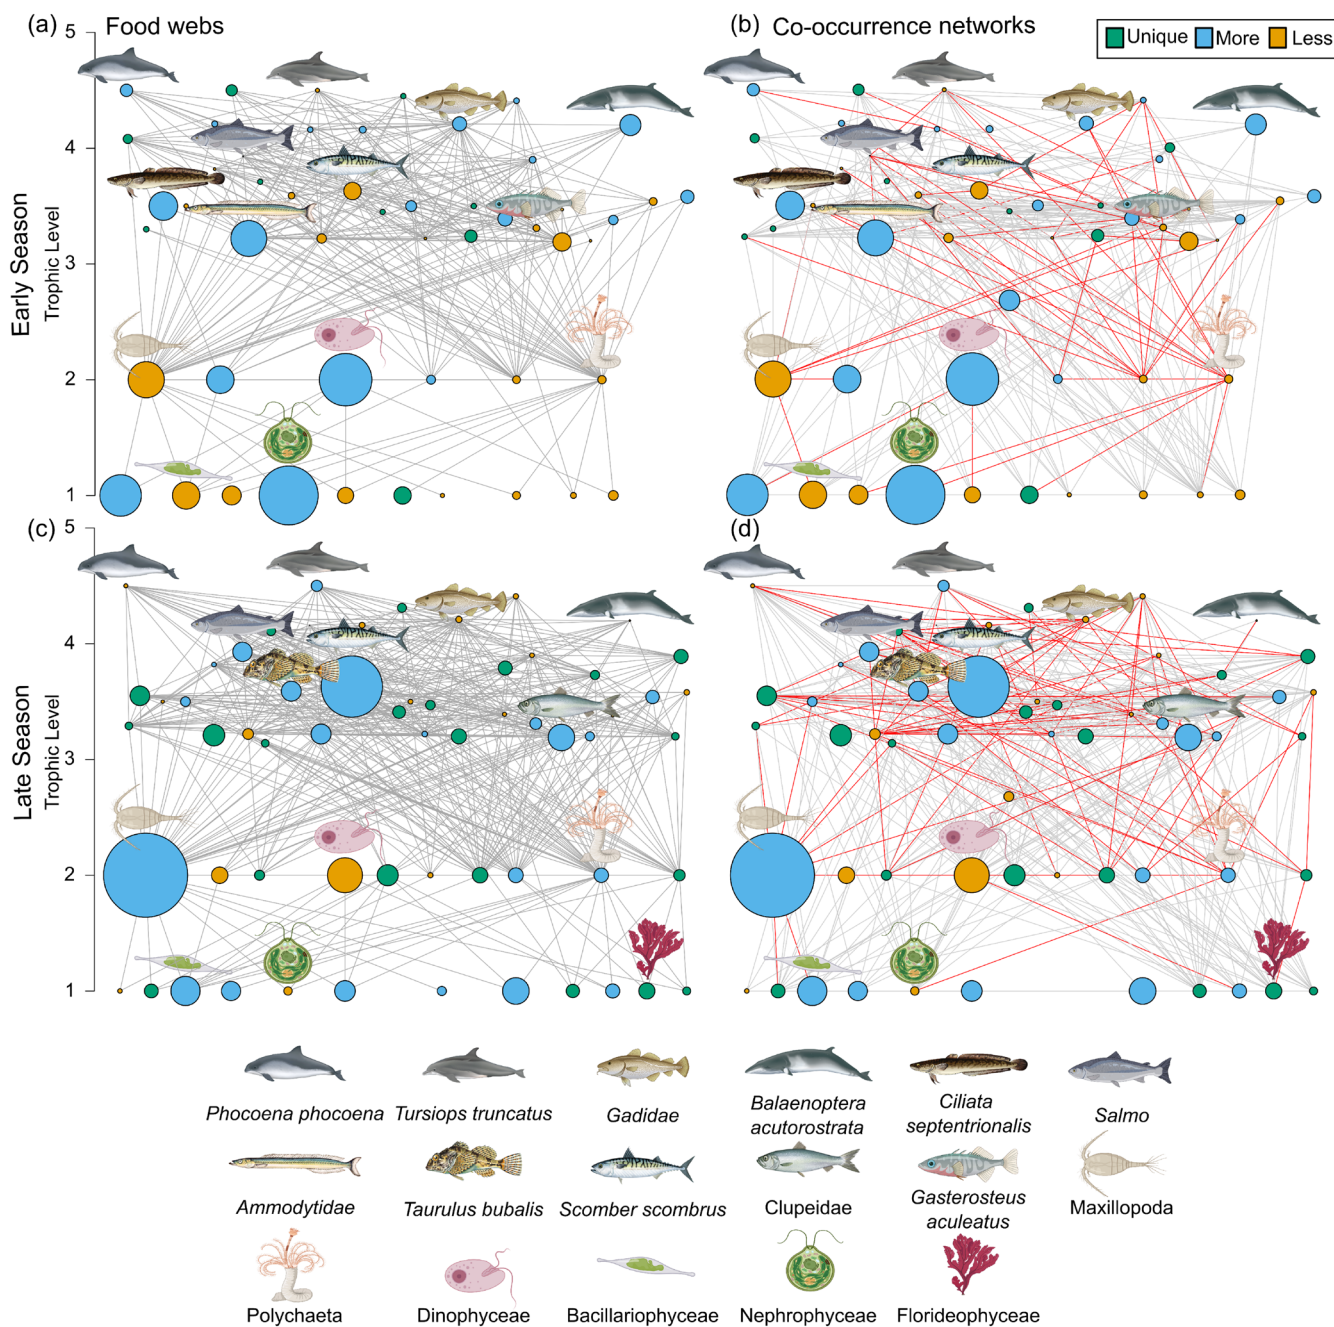 (a) Food webs
(b) Co-occurrence networks
Unique More Less
5
4
3
2
1
Early Season
Trophic Level
(c)
(d)
5
4
3
2
1
Late Season
Trophic Level
Phocoena phocoena
Tursiops truncatus
Gadidae
Balaenoptera
acutorostrata
Ciliata
septentrionalis
Salmo
Ammodytidae
Taurulus bubalis
Scomber scombrus
Clupeidae
Gasterosteus
aculeatus
Maxillopoda
Polychaeta
Dinophyceae
Bacillariophyceae
Nephrophyceae
Florideophyceae